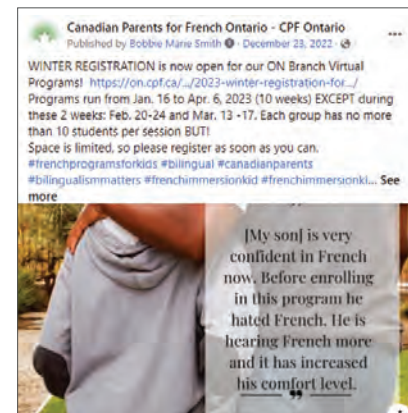 Canadian Parents for French Ontario - CPF Ontario
Published by Bobbie Marie Smith · December 23, 2022 ·
WINTER REGISTRATION is now open for our ON Branch Virtual
Programs! https://on.cpf.ca/.../2023-winter-registration-for.../
Programs run from Jan. 16 to Apr. 6, 2023 (10 weeks) EXCEPT during
these 2 weeks: Feb. 20-24 and Mar. 13 -17. Each group has no more
than 10 students per session BUT!
Space is limited, so please register as soon as you can.
#frenchprogramsforkids #bilingual #canadianparents
#bilingualismmatters #frenchimmersionkid #frenchimmersionki... See
more
[My son] is very
confident in French
now. Before enrolling
in this program he
hated French. He is
hearing French more
and it has increased
his comfort level.